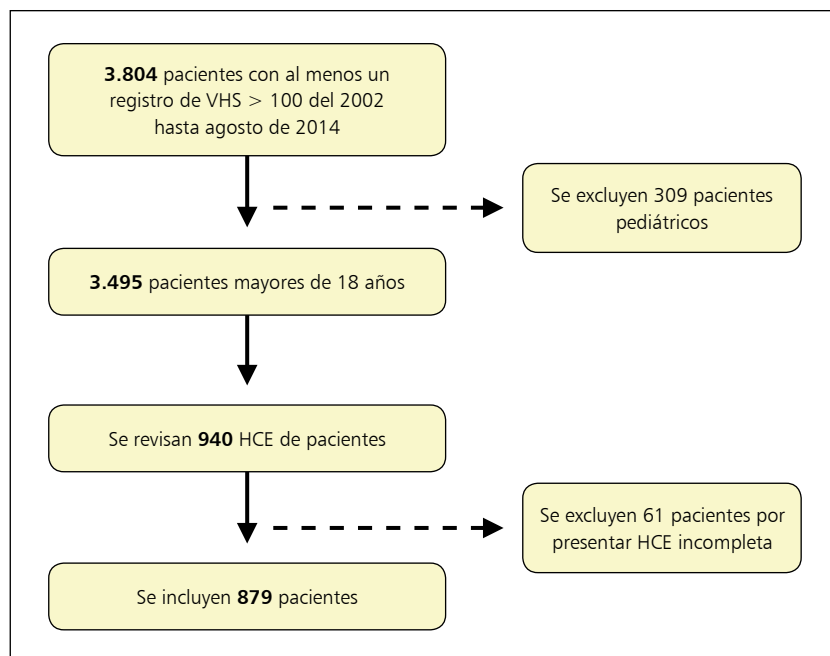 3.804 pacientes con al menos un
registro de VHS > 100 del 2002
hasta agosto de 2014
Se excluyen 309 pacientes
pediátricos
3.495 pacientes mayores de 18 años
Se revisan 940 HCE de pacientes
Se excluyen 61 pacientes por
presentar HCE incompleta
Se incluyen 879 pacientes